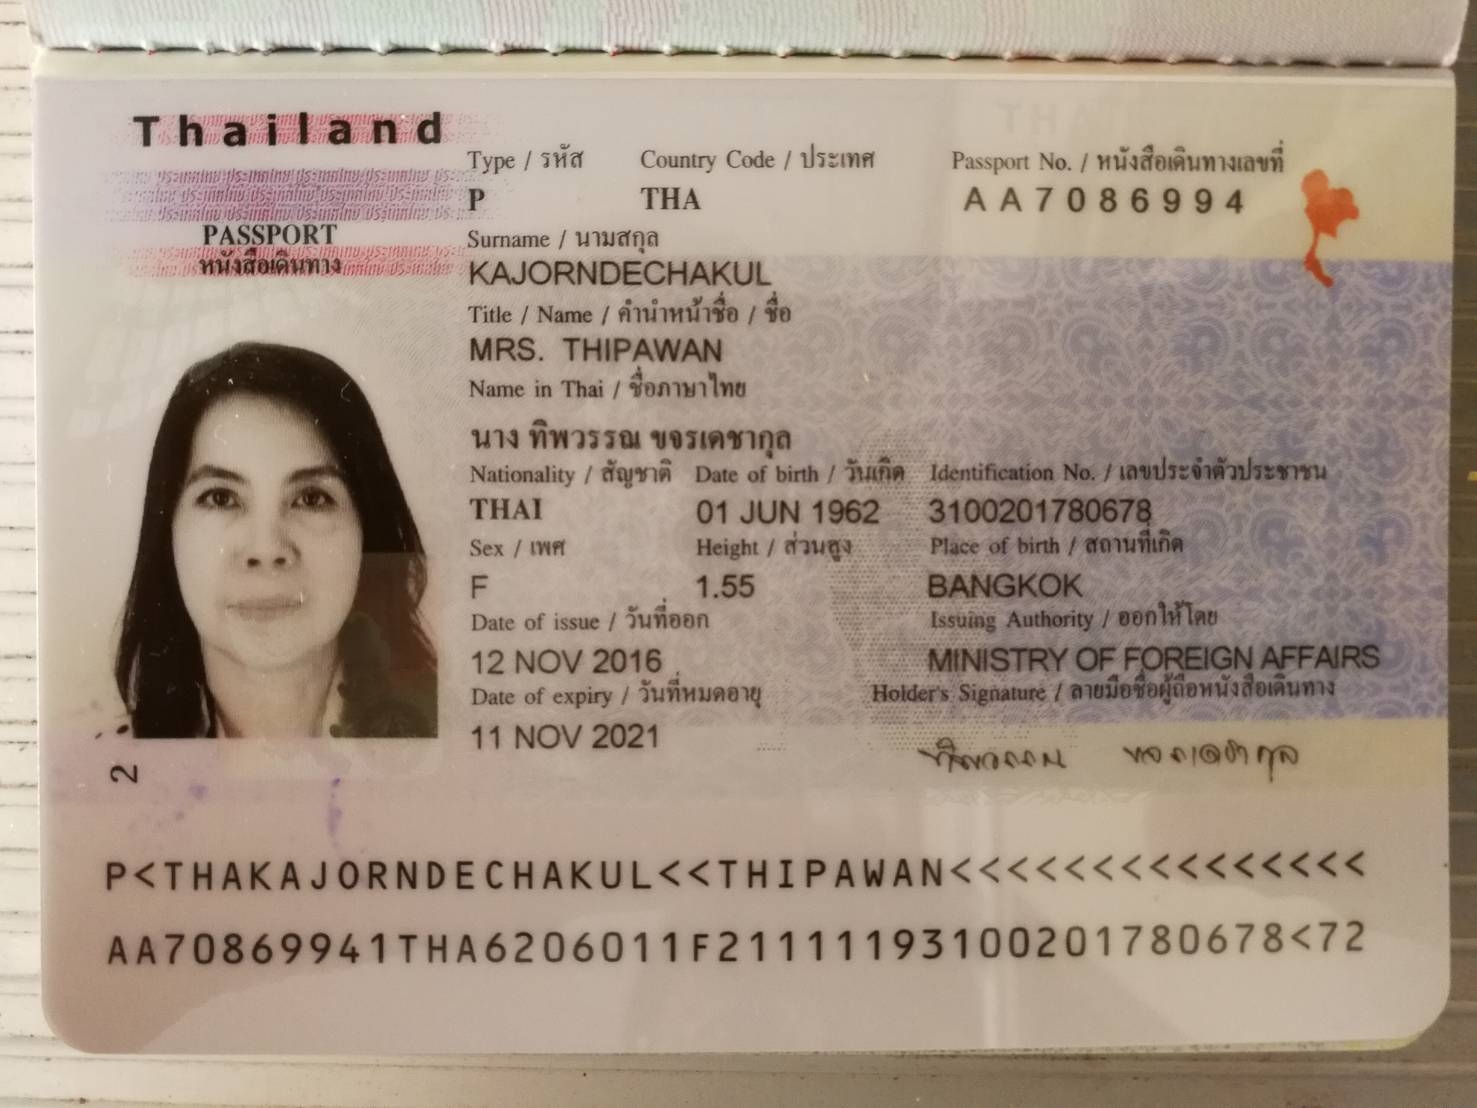 Thailand
PASSPORT
หนังสือเดินทาง
Type / รหัส Country Code / ประเทศ Passport No. / หนังสือเดินทางเลขที่
P THA AA7086994
Surname / นามสกุล
KAJORNDECHAKUL
Title / Name / คำนำหน้าชื่อ / ชื่อ
MRS. THIPAWAN
Name in Thai / ชื่อภาษาไทย
นาง ทิพวรรณ ขจรเดชากุล
Nationality / สัญชาติ Date of birth / วันเกิด Identification No. / เลขประจำตัวประชาชน
THAI 01 JUN 1962 3100201780678
Sex / เพศ Height / ส่วนสูง Place of birth / สถานที่เกิด
F 1.55 BANGKOK
Date of issue / วันที่ออก Issuing Authority / ออกให้โดย
12 NOV 2016 MINISTRY OF FOREIGN AFFAIRS
Date of expiry / วันที่หมดอายุ Holder's Signature / ลายมือชื่อผู้ถือหนังสือเดินทาง
11 NOV 2021 ทิพวรรณ ขจรเดชากุล
2
P<THAKAJORNDECHAKUL<<THIPAWAN<<<<<<<<<<<<<<<
AA70869941THA6206011F21111193100201780678<72